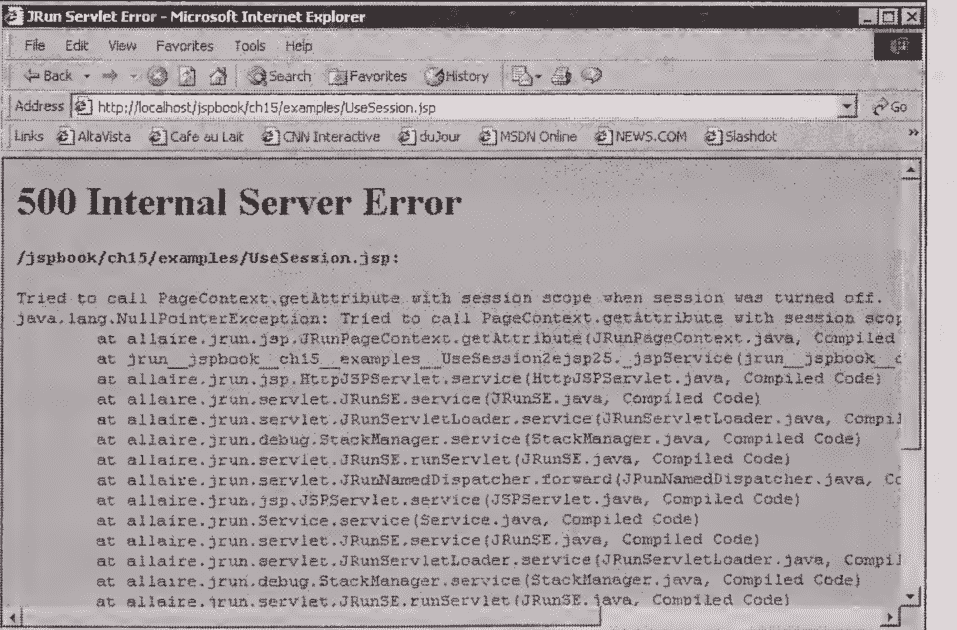 JRun Servlet Error - Microsoft Internet Explorer
File Edit View Favorites Tools Help
Back Search Favorites History
Address http://localhost/jspbook/ch15/examples/UseSession.jsp Go
Links AltaVista Cafe au Lait CNN Interactive duJour MSDN Online NEWS.COM Slashdot »
500 Internal Server Error
/jspbook/ch15/examples/UseSession.jsp:
Tried to call PageContext.getAttribute with session scope when session was turned off.
java.lang.NullPointerException: Tried to call PageContext.getAttribute with session scop
at allaire.jrun.jsp.JRunPageContext.getAttribute(JRunPageContext.java, Compiled
at jrun__jspbook__ch15__examples__UseSession2ejsp25._jspService(jrun__jspbook__c
at allaire.jrun.jsp.HttpJSPServlet.service(HttpJSPServlet.java, Compiled Code)
at allaire.jrun.servlet.JRunSE.service(JRunSE.java, Compiled Code)
at allaire.jrun.servlet.JRunServletLoader.service(JRunServletLoader.java, Compil
at allaire.jrun.debug.StackManager.service(StackManager.java, Compiled Code)
at allaire.jrun.servlet.JRunSE.runServlet(JRunSE.java, Compiled Code)
at allaire.jrun.servlet.JRunNamedDispatcher.forward(JRunNamedDispatcher.java, Co
at allaire.jrun.jsp.JSPServlet.service(JSPServlet.java, Compiled Code)
at allaire.jrun.Service.service(Service.java, Compiled Code)
at allaire.jrun.servlet.JRunSE.service(JRunSE.java, Compiled Code)
at allaire.jrun.servlet.JRunServletLoader.service(JRunServletLoader.java, Compil
at allaire.jrun.debug.StackManager.service(StackManager.java, Compiled Code)
at allaire.jrun.servlet.JRunSE.runServlet(JRunSE.java, Compiled Code)